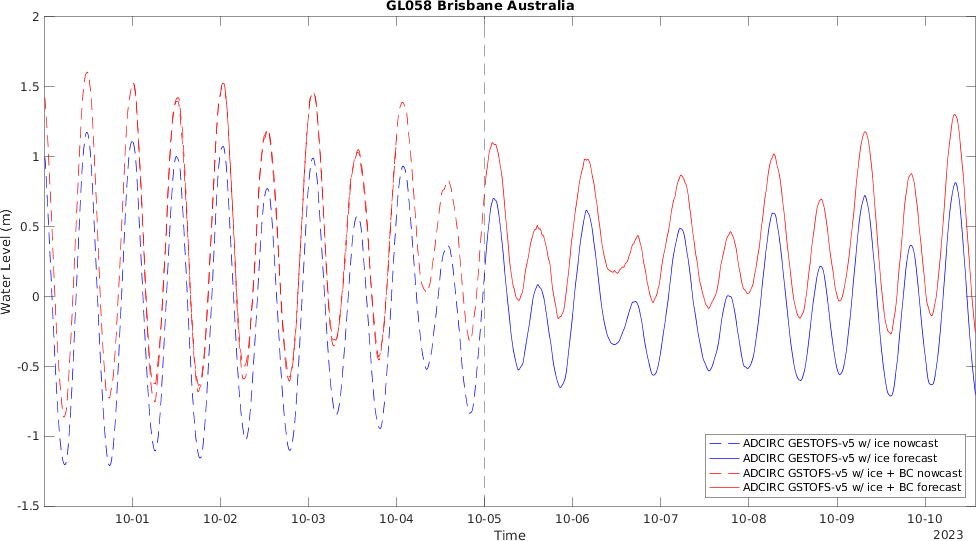 GL058 Brisbane Australia
2
1.5
1
0.5
0
-0.5
-1
-1.5
Water Level (m)
10-01 10-02 10-03 10-04 10-05 10-06 10-07 10-08 10-09 10-10
Time
2023
ADCIRC GESTOFS-v5 w/ ice nowcast
ADCIRC GESTOFS-v5 w/ ice forecast
ADCIRC GSTOFS-v5 w/ ice + BC nowcast
ADCIRC GSTOFS-v5 w/ ice + BC forecast